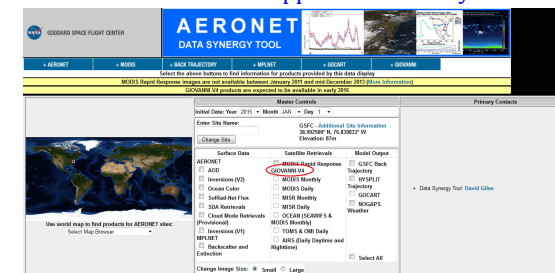 NASA GODDARD SPACE FLIGHT CENTER
AERONET
DATA SYNERGY TOOL
+ AERONET + MODIS + BACK TRAJECTORY + MPLNET + GOCART + GIOVANNI
Select the above buttons to find information for products provided by this data display
MODIS Rapid Response images are not available between January 2011 and mid-December 2013 (More Information)
GIOVANNI V4 products are expected to be available in early 2016
Master Controls
Primary Contacts
Initial Date: Year 2015 Month JAN Day 1
Enter Site Name:
Change Site
GSFC - Additional Site Information
38.992500° N, 76.839833° W
Elevation: 87m
Surface Data
AERONET
AOD
Inversions (V2)
Ocean Color
SolRad-Net Flux
SDA Retrievals
Cloud Mode Retrievals
(Provisional)
Inversions (V1)
MPLNET
Backscatter and
Extinction
Satellite Retrievals
MODIS Rapid Response
GIOVANNI-V4
MODIS Monthly
MODIS Daily
MISR Monthly
MISR Daily
OCEAN (SEAWIFS &
MODIS Monthly)
TOMS & OMI Daily
AIRS (Daily Daytime and
Nighttime)
Model Output
GSFC Back
Trajectory
HYSPLIT
Trajectory
GOCART
NOGAPS
Weather
Select All
Data Synergy Tool: David Giles
Use world map to find products for AERONET sites:
Select Map Browser
Change Image Size: Small Large